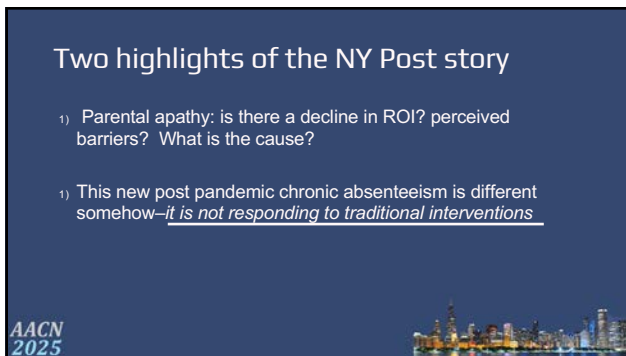 Two highlights of the NY Post story
1) Parental apathy: is there a decline in ROI? perceived
barriers? What is the cause?
1) This new post pandemic chronic absenteeism is different
somehow–it is not responding to traditional interventions
AACN
2025